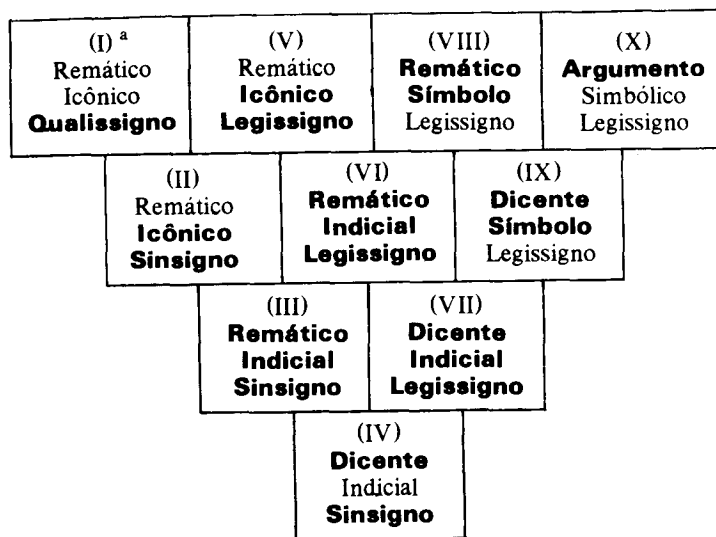 (I) a
Remático
Icônico
Qualissigno
(V)
Remático
Icônico
Legissigno
(VIII)
Remático
Símbolo
Legissigno
(X)
Argumento
Simbólico
Legissigno
(II)
Remático
Icônico
Sinsigno
(VI)
Remático
Indicial
Legissigno
(IX)
Dicente
Símbolo
Legissigno
(III)
Remático
Indicial
Sinsigno
(VII)
Dicente
Indicial
Legissigno
(IV)
Dicente
Indicial
Sinsigno